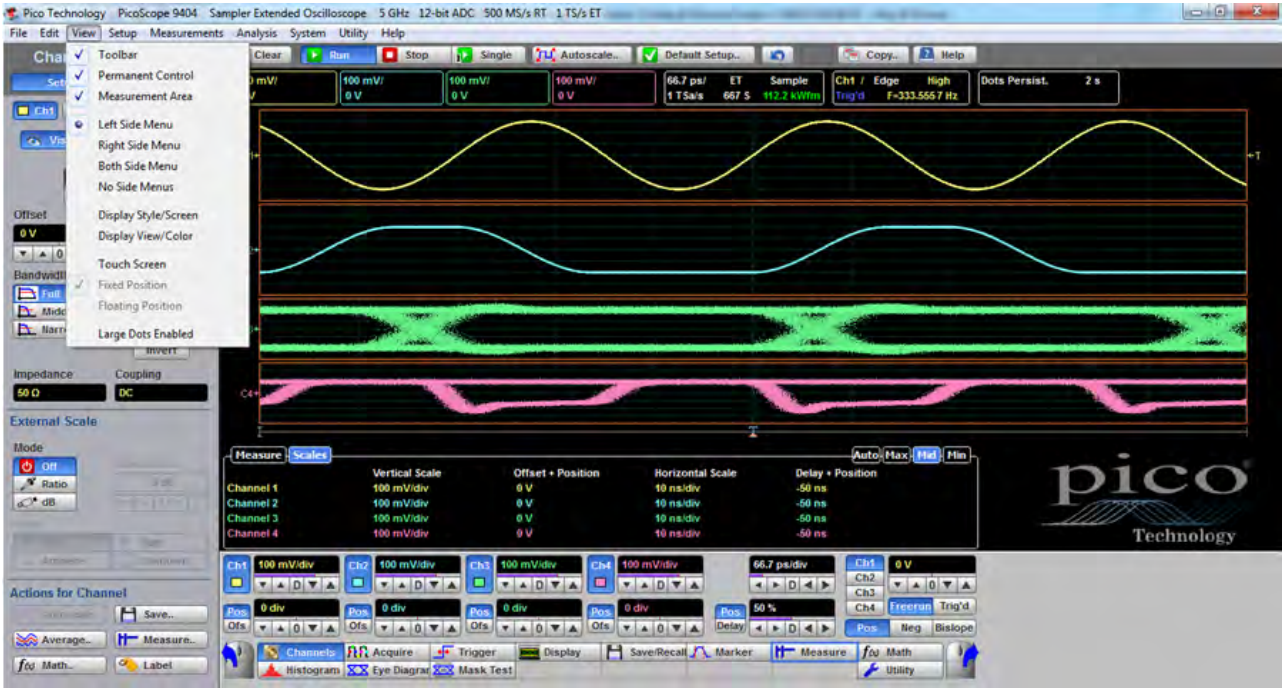 Pico Technology PicoScope 9404 Sampler Extended Oscilloscope 5 GHz 12-bit ADC 500 MS/s RT 1 TS/s ET
File Edit View Setup Measurements Analysis System Utility Help
Clear Run Stop Single Autoscale.. Default Setup.. Copy.. Help
Toolbar
Permanent Control
Measurement Area
Left Side Menu
Right Side Menu
Both Side Menu
No Side Menus
Display Style/Screen
Display View/Color
Touch Screen
Fixed Position
Floating Position
Large Dots Enabled
100 mV/ 100 mV/ 100 mV/ 66.7 ps/ ET Sample Ch1 / Edge High Dots Persist. 2 s
0 V 0 V 0 V 1 TSa/s 667 S 112.2 kWfm Trig'd F=333.5557 Hz
Ch1
Offset
0 V
Full
Invert
Impedance Coupling
50 Ω DC
External Scale
Mode
Off
Ratio
dB
Actions for Channel
Save..
Average.. Measure..
f(x) Math.. Label
T
C4
Measure Scales Auto Max Mid Min
Vertical Scale Offset + Position Horizontal Scale Delay + Position
Channel 1 100 mV/div 0 V 10 ns/div -50 ns
Channel 2 100 mV/div 0 V 10 ns/div -50 ns
Channel 3 100 mV/div 0 V 10 ns/div -50 ns
Channel 4 100 mV/div 0 V 10 ns/div -50 ns
pico
Technology
Ch1 100 mV/div Ch2 100 mV/div Ch3 100 mV/div Ch4 100 mV/div 66.7 ps/div Ch1 0 V
D D D D D Ch2 0
Ch3
Pos 0 div Pos 0 div Pos 0 div Pos 0 div Pos 50 % Ch4 Freerun Trig'd
Ofs 0 Ofs 0 Ofs 0 Ofs 0 Delay D Pos Neg Bislope
Channels Acquire Trigger Display Save/Recall Marker Measure f(x) Math
Histogram Eye Diagrar Mask Test Utility